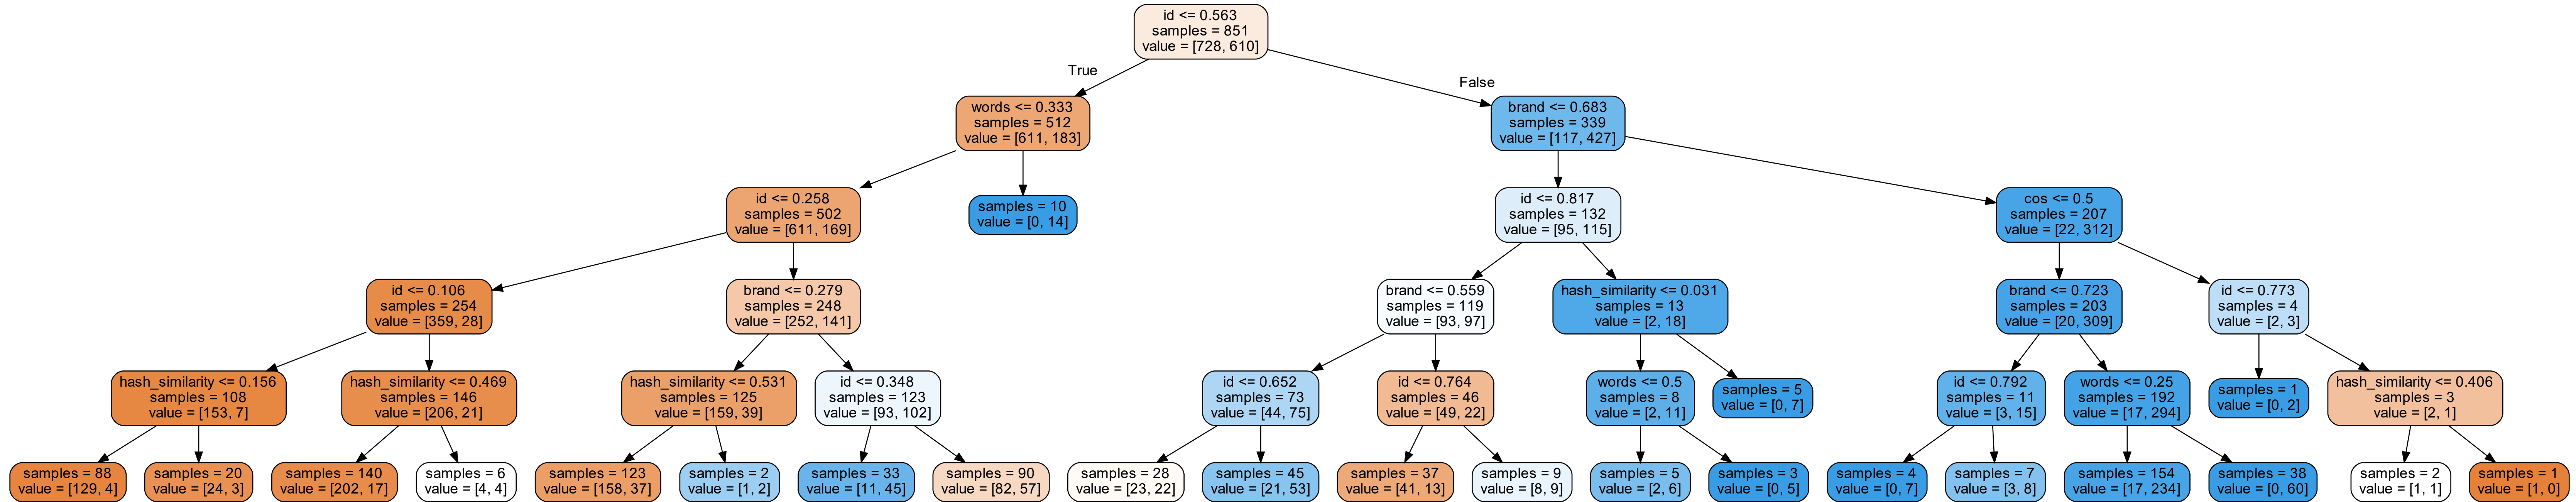 id <= 0.563
samples = 851
value = [728, 610]
True
False
words <= 0.333
samples = 512
value = [611, 183]
brand <= 0.683
samples = 339
value = [117, 427]
id <= 0.258
samples = 502
value = [611, 169]
samples = 10
value = [0, 14]
id <= 0.817
samples = 132
value = [95, 115]
cos <= 0.5
samples = 207
value = [22, 312]
id <= 0.106
samples = 254
value = [359, 28]
brand <= 0.279
samples = 248
value = [252, 141]
brand <= 0.559
samples = 119
value = [93, 97]
hash_similarity <= 0.031
samples = 13
value = [2, 18]
brand <= 0.723
samples = 203
value = [20, 309]
id <= 0.773
samples = 4
value = [2, 3]
hash_similarity <= 0.156
samples = 108
value = [153, 7]
hash_similarity <= 0.469
samples = 146
value = [206, 21]
hash_similarity <= 0.531
samples = 125
value = [159, 39]
id <= 0.348
samples = 123
value = [93, 102]
id <= 0.652
samples = 73
value = [44, 75]
id <= 0.764
samples = 46
value = [49, 22]
words <= 0.5
samples = 8
value = [2, 11]
samples = 5
value = [0, 7]
id <= 0.792
samples = 11
value = [3, 15]
words <= 0.25
samples = 192
value = [17, 294]
samples = 1
value = [0, 2]
hash_similarity <= 0.406
samples = 3
value = [2, 1]
samples = 88
value = [129, 4]
samples = 20
value = [24, 3]
samples = 140
value = [202, 17]
samples = 6
value = [4, 4]
samples = 123
value = [158, 37]
samples = 2
value = [1, 2]
samples = 33
value = [11, 45]
samples = 90
value = [82, 57]
samples = 28
value = [23, 22]
samples = 45
value = [21, 53]
samples = 37
value = [41, 13]
samples = 9
value = [8, 9]
samples = 5
value = [2, 6]
samples = 3
value = [0, 5]
samples = 4
value = [0, 7]
samples = 7
value = [3, 8]
samples = 154
value = [17, 234]
samples = 38
value = [0, 60]
samples = 2
value = [1, 1]
samples = 1
value = [1, 0]